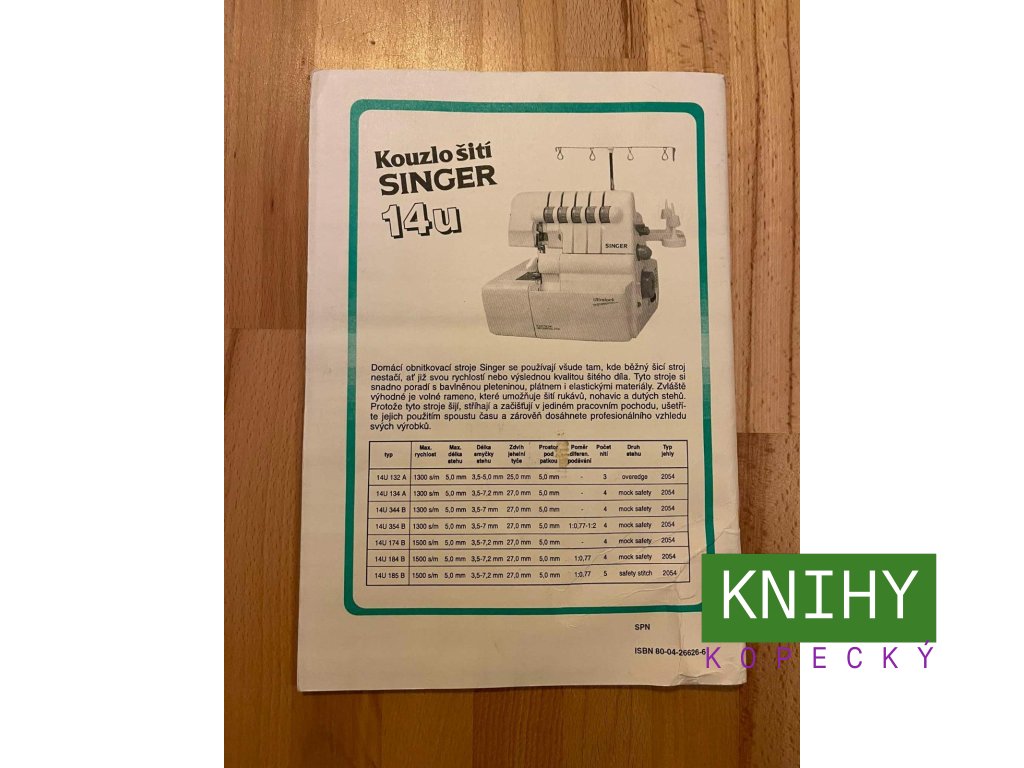 Kouzlo šití
SINGER
14u
SINGER
Ultralock
Domácí obnitkovací stroje Singer se používají všude tam, kde běžný šicí stroj
nestačí, ať již svou rychlostí nebo výslednou kvalitou šitého díla. Tyto stroje si
snadno poradí s bavlněnou pleteninou, plátnem i elastickými materiály. Zvláště
výhodné je volné rameno, které umožňuje šití rukávů, nohavic a dutých stehů.
Protože tyto stroje šijí, stříhají a začišťují v jediném pracovním pochodu, ušetří-
te jejich použitím spoustu času a zárověň dosáhnete profesionálního vzhledu
svých výrobků.
typ Max. rychlost Max. délka stehu Délka smyčky stehu Zdvih jehelní tyče Prostor pod patkou Poměr diferen. podávání Počet nití Druh stehu Typ jehly
14U 132 A 1300 s/m 5,0 mm 3,5-5,0 mm 25,0 mm 5,0 mm - 3 overedge 2054
14U 134 A 1300 s/m 5,0 mm 3,5-7,2 mm 27,0 mm 5,0 mm - 4 mock safety 2054
14U 344 B 1300 s/m 5,0 mm 3,5-7 mm 27,0 mm 5,0 mm - 4 mock safety 2054
14U 354 B 1300 s/m 5,0 mm 3,5-7 mm 27,0 mm 5,0 mm 1:0,77-1:2 4 mock safety 2054
14U 174 B 1500 s/m 5,0 mm 3,5-7,2 mm 27,0 mm 5,0 mm - 4 mock safety 2054
14U 184 B 1500 s/m 5,0 mm 3,5-7,2 mm 27,0 mm 5,0 mm 1:0,77 4 mock safety 2054
14U 185 B 1500 s/m 5,0 mm 3,5-7,2 mm 27,0 mm 5,0 mm 1:0,77 5 safety stitch 2054
SPN
ISBN 80-04-26626-6
KNIHY
KOPECKÝ